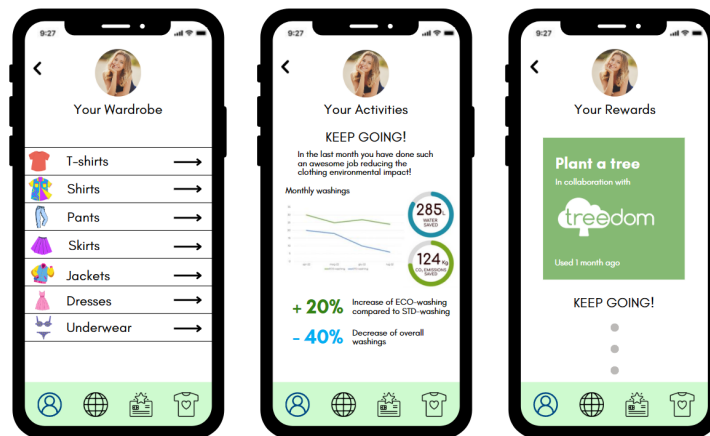 9:27
Your Wardrobe
T-shirts
Shirts
Pants
Skirts
Jackets
Dresses
Underwear
9:27
Your Activities
KEEP GOING!
In the last month you have done such
an awesome job reducing the
clothing environmental impact!
Monthly washings
285L
WATER
SAVED
124 Kg
CO₂ EMISSIONS
SAVED
+ 20%
Increase of ECO-washing
compared to STD-washing
- 40%
Decrease of overall
washings
9:27
Your Rewards
Plant a tree
In collaboration with
treedom
Used 1 month ago
KEEP GOING!